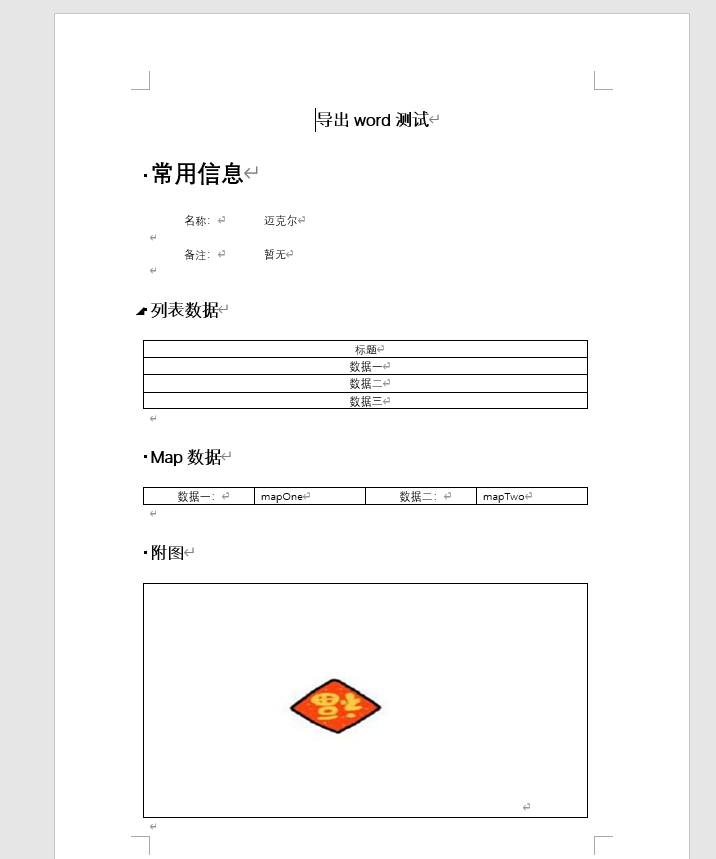 导出 word 测试
常用信息
名称： 迈克尔
备注： 暂无
列表数据
标题
数据一
数据二
数据三
Map 数据
数据一： mapOne 数据二： mapTwo
附图
福